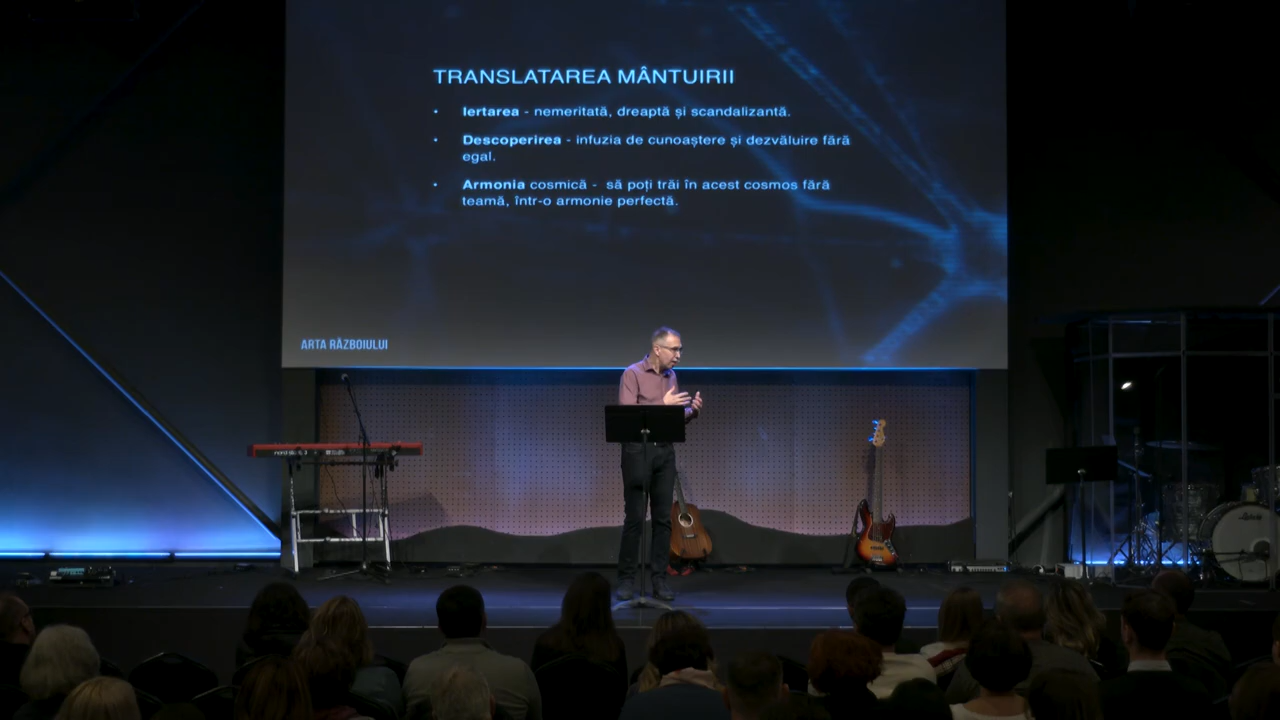 TRANSLATAREA MÂNTUIRII
• Iertarea - nemeritată, dreaptă și scandalizantă.
• Descoperirea - infuzia de cunoaștere și dezvăluire fără
egal.
• Armonia cosmică - să poți trăi în acest cosmos fără
teamă, într-o armonie perfectă.
ARTA RĂZBOIULUI